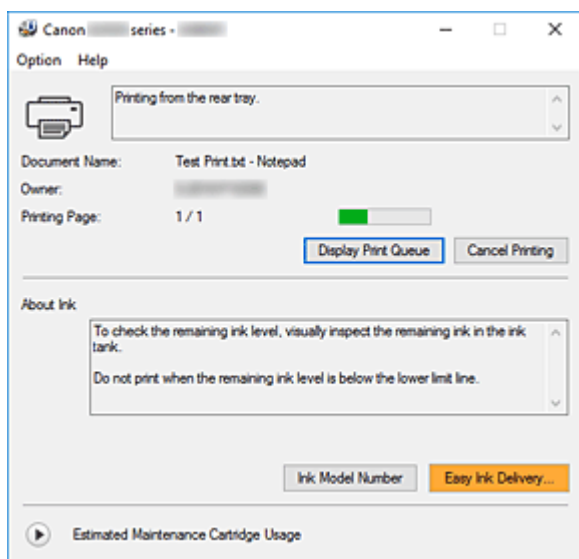 Canon series -
Option Help
Printing from the rear tray.
Document Name: Test Print.txt - Notepad
Owner:
Printing Page: 1 / 1
Display Print Queue Cancel Printing
About Ink
To check the remaining ink level, visually inspect the remaining ink in the ink
tank.
Do not print when the remaining ink level is below the lower limit line.
Ink Model Number Easy Ink Delivery...
Estimated Maintenance Cartridge Usage